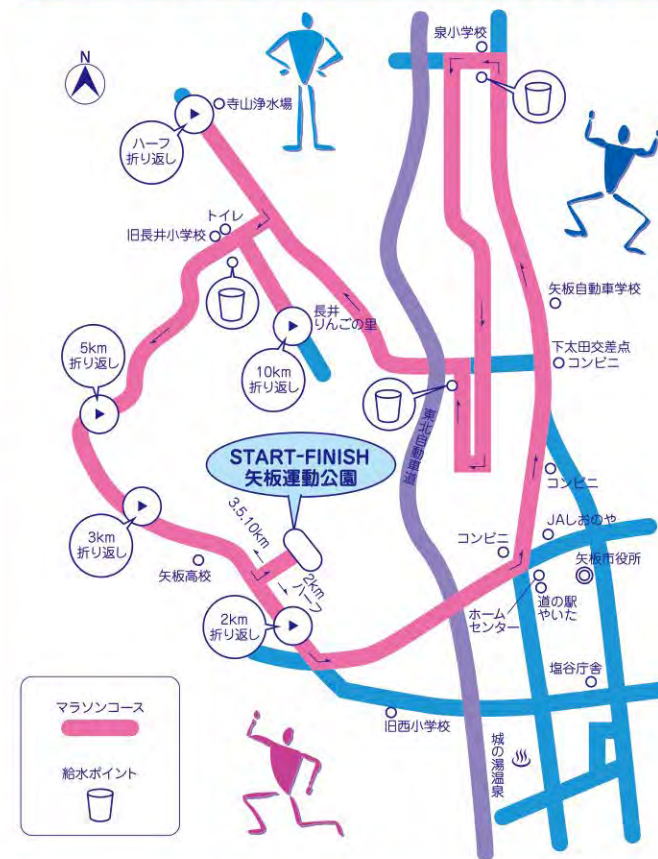 N
泉小学校
寺山浄水場
ハーフ
折り返し
トイレ
旧長井小学校
長井
りんごの里
矢板自動車学校
5km
折り返し
10km
折り返し
下太田交差点
コンビニ
東北自動車道
START-FINISH
矢板運動公園
コンビニ
3.5.10km
3km
折り返し
コンビニ
JAしおのや
矢板高校
矢板市役所
2km
ハーフ
ホーム
センター
道の駅
やいた
2km
折り返し
塩谷庁舎
マラソンコース
旧西小学校
城の湯温泉
給水ポイント